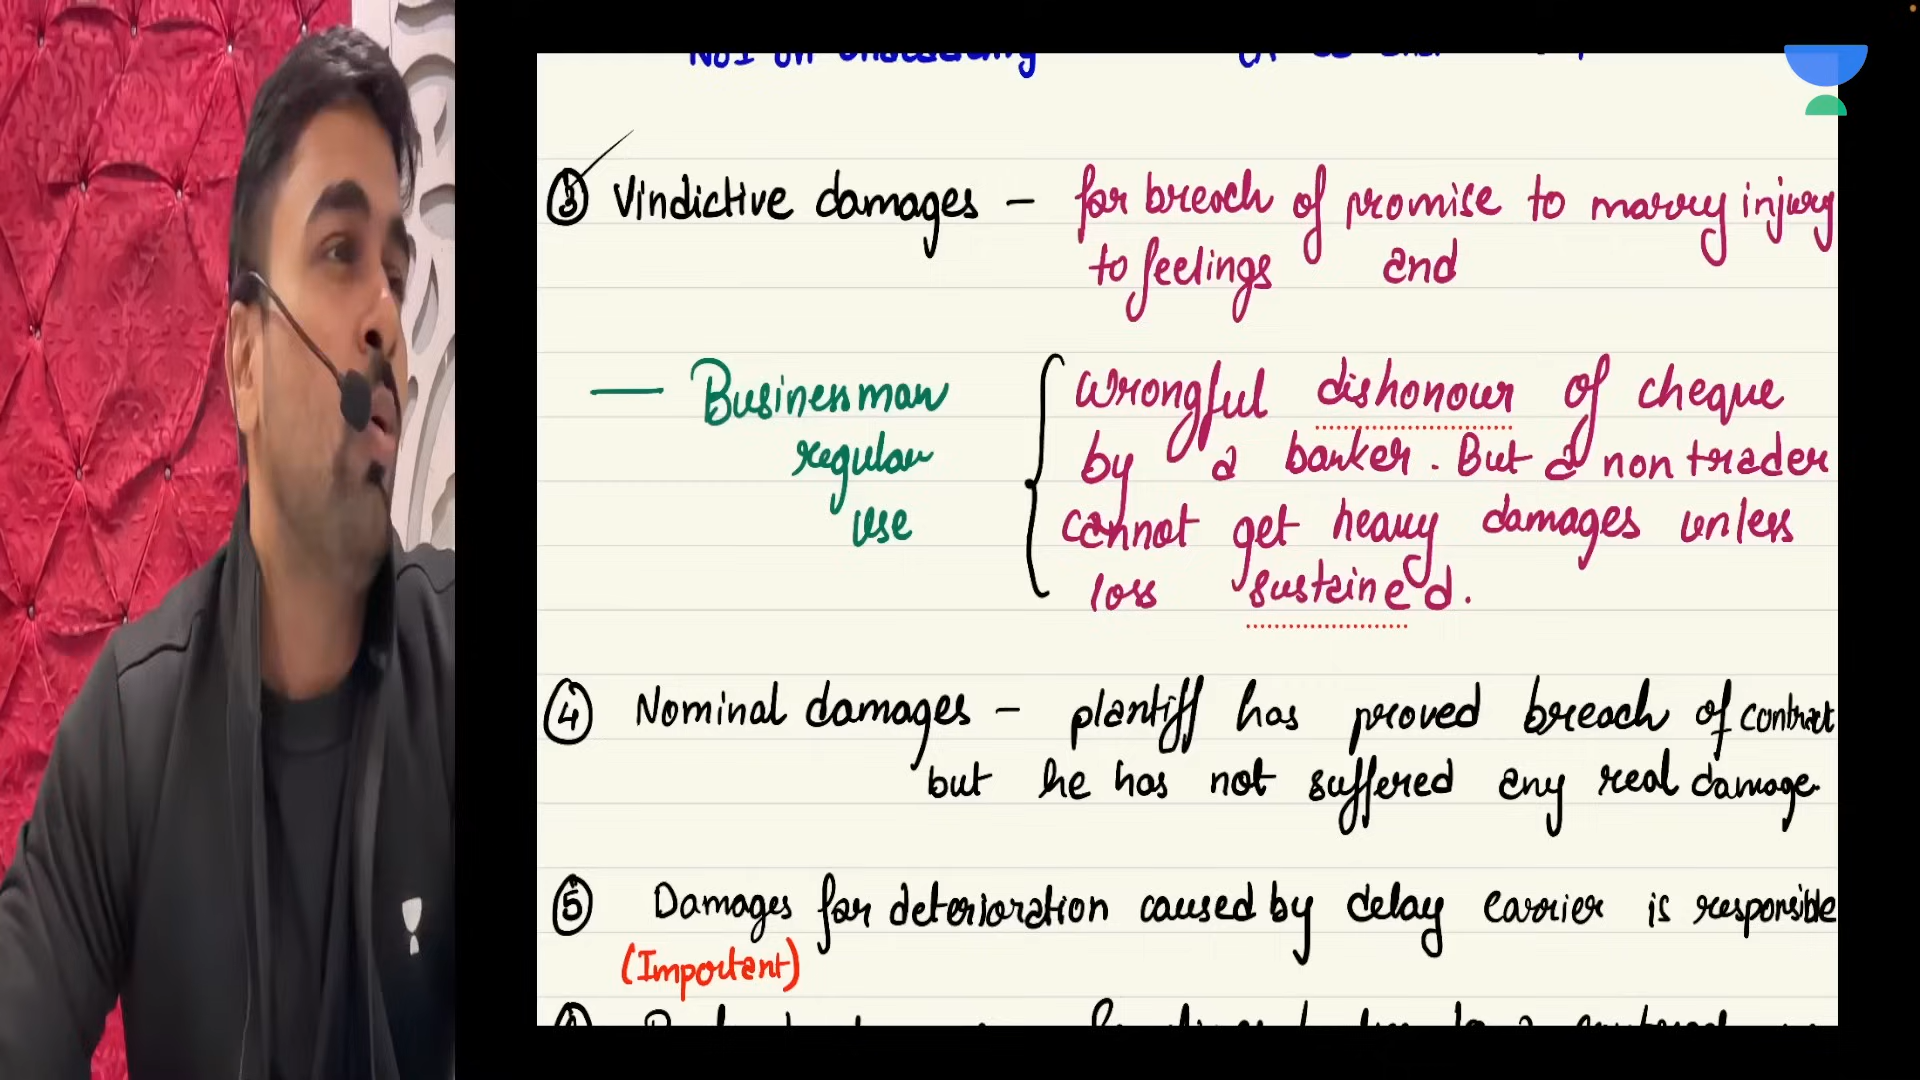 ③ Vindictive damages - for breach of promise to marry injury
to feelings and
— Businessman regular use
wrongful dishonour of cheque
by a banker. But a non trader
cannot get heavy damages unless
loss sustained.
④ Nominal damages - plantiff has proved breach of contract
but he has not suffered any real damage
⑤ Damages for deterioration caused by delay carrier is responsible
(Important)